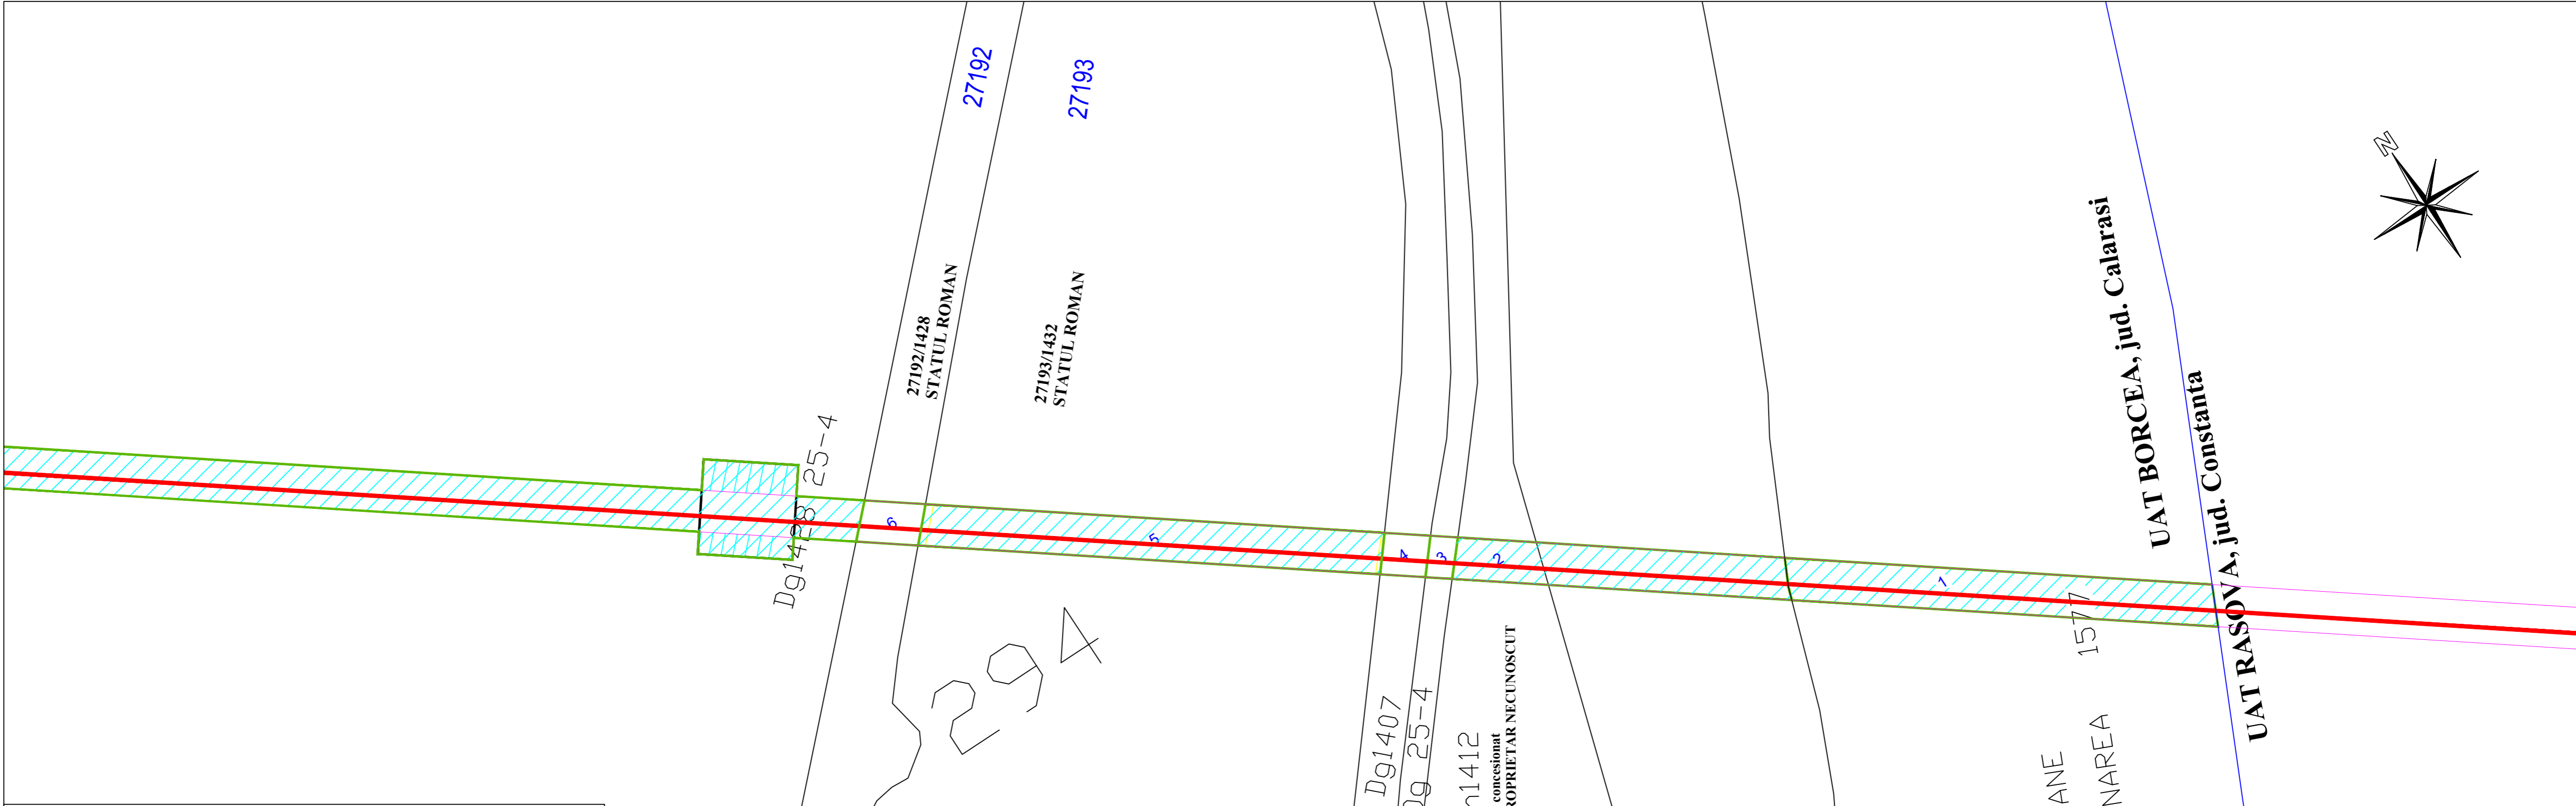 27192
27193
27192/1428
STATUL ROMAN
27193/1432
STATUL ROMAN
Dg1428 25-4
6
5
4
3
2
1
294
Dg1407
25-4
1412
concesionat
NECUNOSCUT
1577
UAT BORCEA, jud. Calarasi
UAT RASOVA, jud. Constanta
N